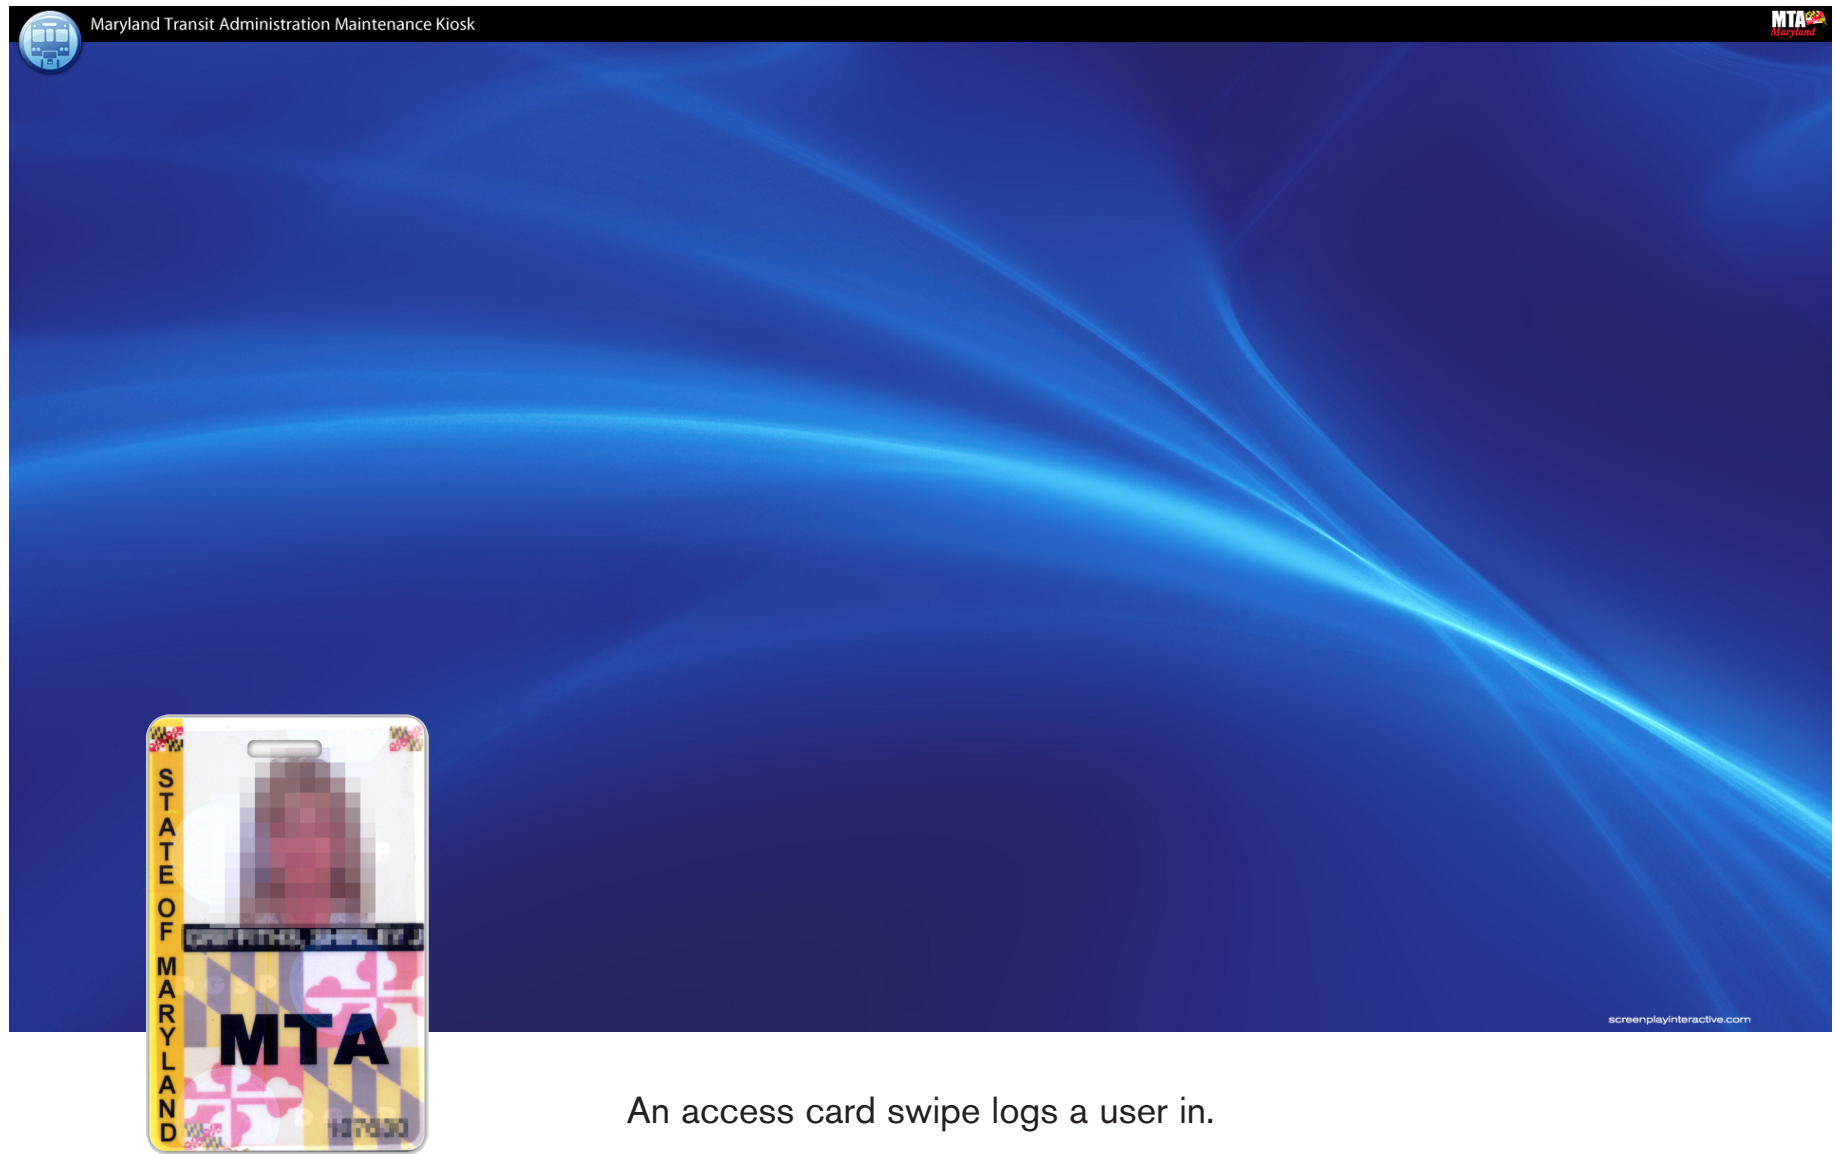 Maryland Transit Administration Maintenance Kiosk
MTA
Maryland
STATE OF MARYLAND
MTA
screenplayinteractive.com
An access card swipe logs a user in.